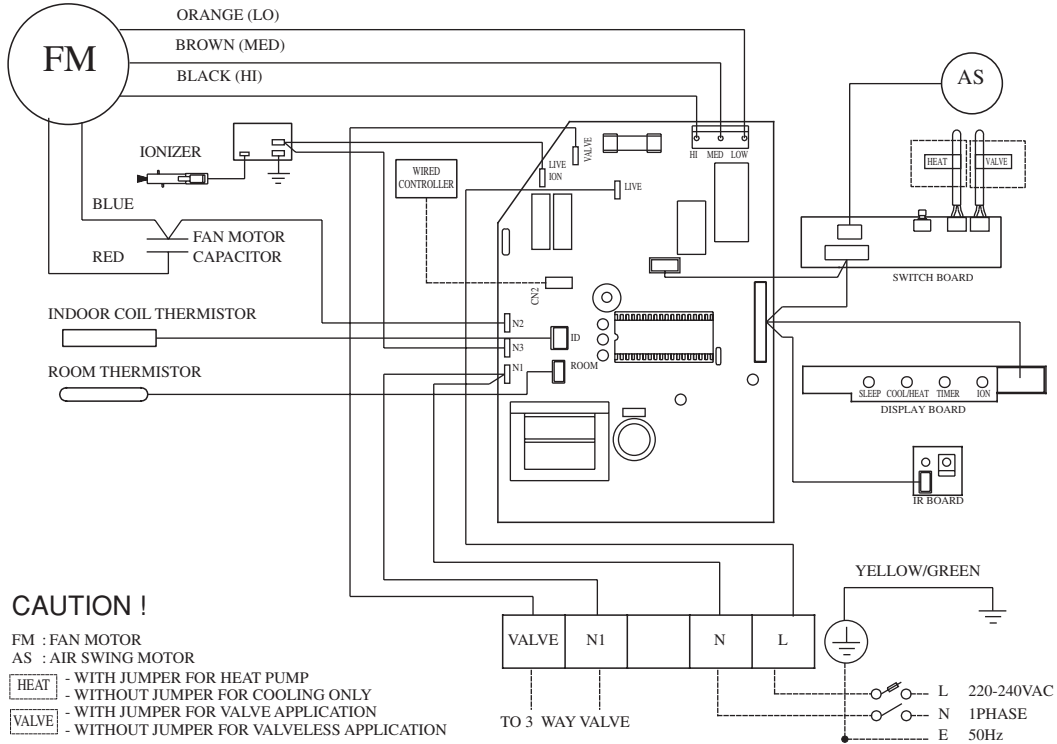 ORANGE (LO)
BROWN (MED)
BLACK (HI)
FM
AS
IONIZER
WIRED
CONTROLLER
VALVE
LIVE
ION
LIVE
HI MED LOW
HEAT
VALVE
BLUE
RED
FAN MOTOR
CAPACITOR
SWITCH BOARD
CN2
INDOOR COIL THERMISTOR
N2
ID
N3
N1
ROOM
ROOM THERMISTOR
SLEEP COOL/HEAT TIMER ION
DISPLAY BOARD
IR BOARD
YELLOW/GREEN
VALVE N1 N L
TO 3 WAY VALVE
L 220-240VAC
N 1PHASE
E 50Hz
CAUTION !
FM : FAN MOTOR
AS : AIR SWING MOTOR
HEAT - WITH JUMPER FOR HEAT PUMP
- WITHOUT JUMPER FOR COOLING ONLY
VALVE - WITH JUMPER FOR VALVE APPLICATION
- WITHOUT JUMPER FOR VALVELESS APPLICATION